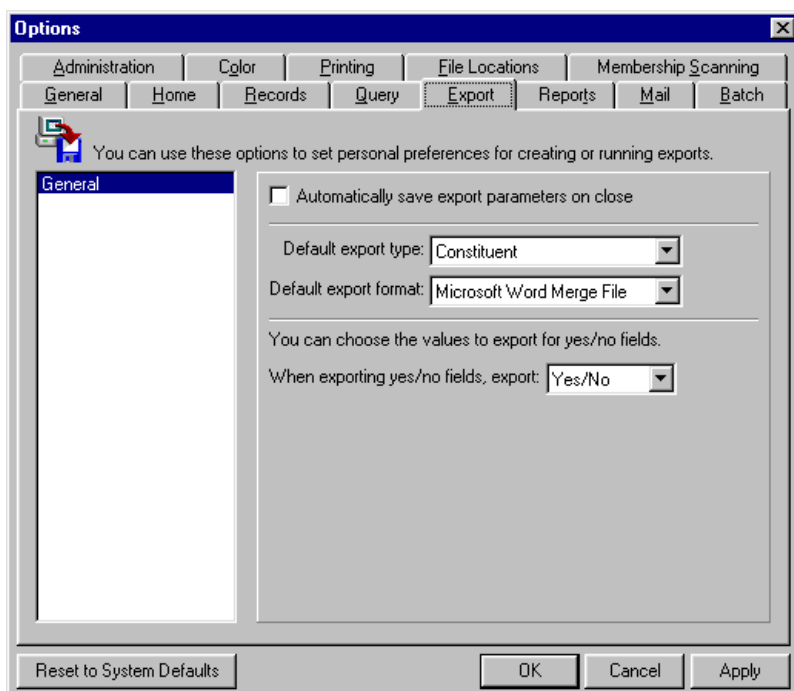 Options
Administration Color Printing File Locations Membership Scanning
General Home Records Query Export Reports Mail Batch
You can use these options to set personal preferences for creating or running exports.
General
Automatically save export parameters on close
Default export type: Constituent
Default export format: Microsoft Word Merge File
You can choose the values to export for yes/no fields.
When exporting yes/no fields, export: Yes/No
Reset to System Defaults OK Cancel Apply